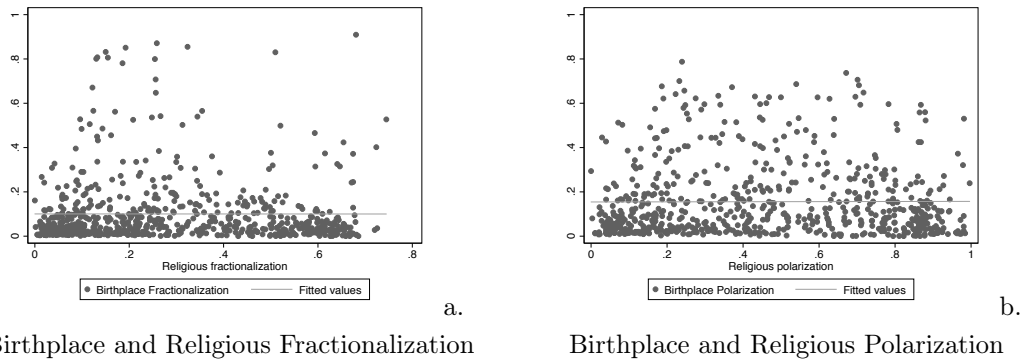 1
.8
.6
.4
.2
0
0 .2 .4 .6 .8
Religious fractionalization
Birthplace Fractionalization Fitted values
a.
irthplace and Religious Fractionalization
1
.8
.6
.4
.2
0
0 .2 .4 .6 .8 1
Religious polarization
Birthplace Polarization Fitted values
b.
Birthplace and Religious Polarization